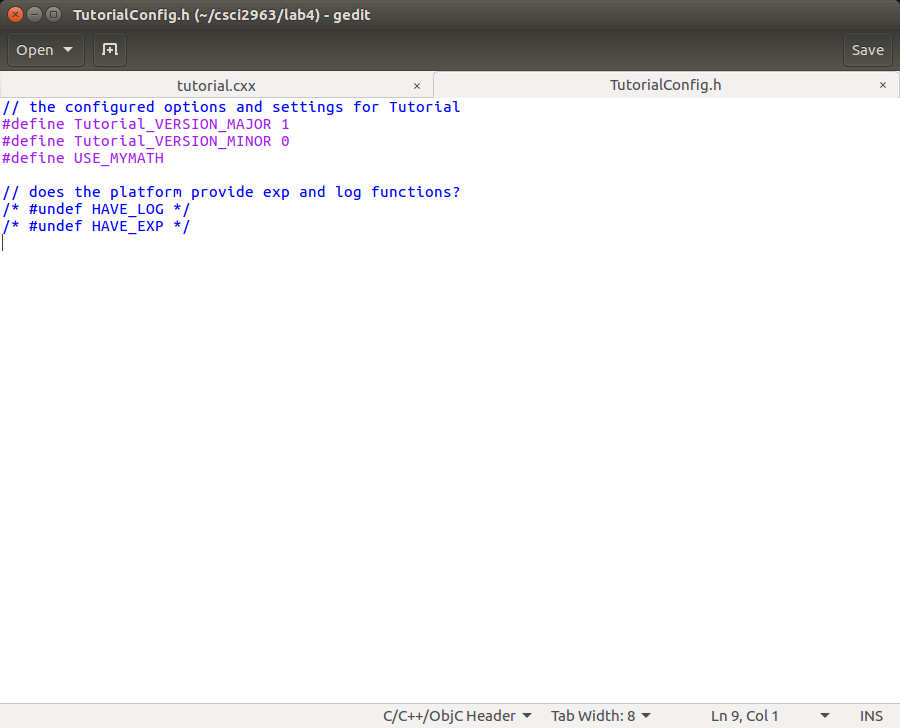 TutorialConfig.h (~/csci2963/lab4) - gedit
Open Save
tutorial.cxx × TutorialConfig.h ×
// the configured options and settings for Tutorial
#define Tutorial_VERSION_MAJOR 1
#define Tutorial_VERSION_MINOR 0
#define USE_MYMATH

// does the platform provide exp and log functions?
/* #undef HAVE_LOG */
/* #undef HAVE_EXP */
C/C++/ObjC Header Tab Width: 8 Ln 9, Col 1 INS